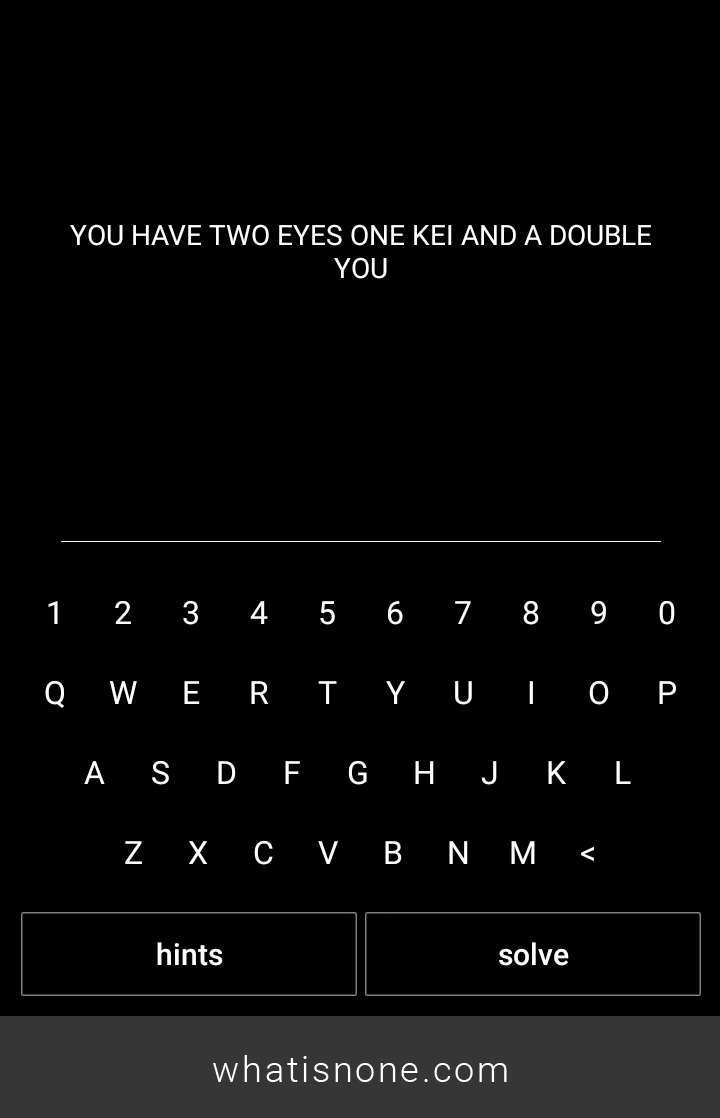 YOU HAVE TWO EYES ONE KEI AND A DOUBLE
YOU
1 2 3 4 5 6 7 8 9 0
Q W E R T Y U I O P
A S D F G H J K L
Z X C V B N M <
hints solve
whatisnone.com